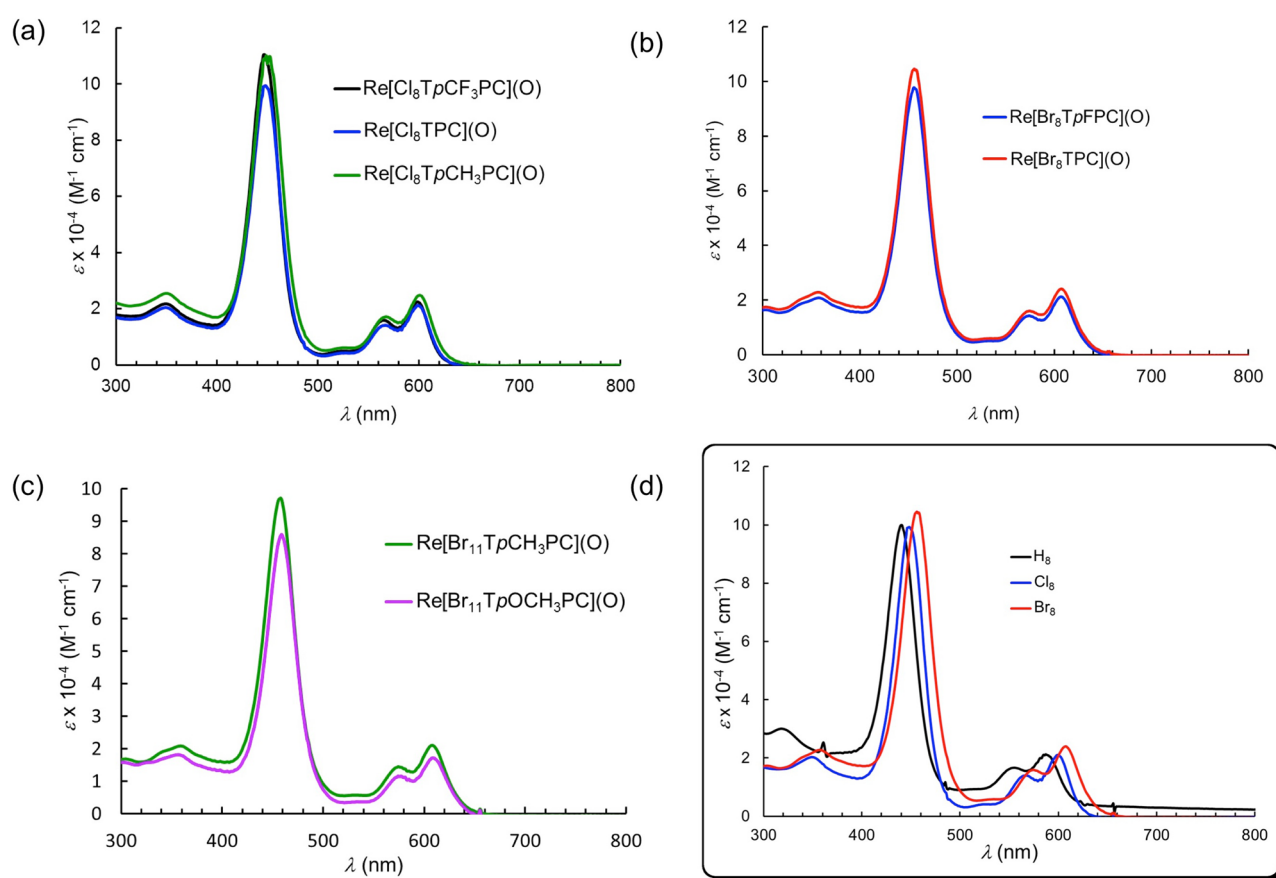 (a)
12
10
8
6
4
2
0
ε x 10⁻⁴ (M⁻¹ cm⁻¹)
Re[Cl₈TpCF₃PC](O)
Re[Cl₈TPC](O)
Re[Cl₈TpCH₃PC](O)
300 400 500 600 700 800
λ (nm)
(b)
12
10
8
6
4
2
0
ε x 10⁻⁴ (M⁻¹ cm⁻¹)
Re[Br₈TpFPC](O)
Re[Br₈TPC](O)
300 400 500 600 700 800
λ (nm)
(c)
10
9
8
7
6
5
4
3
2
1
0
ε x 10⁻⁴ (M⁻¹ cm⁻¹)
Re[Br₁₁TpCH₃PC](O)
Re[Br₁₁TpOCH₃PC](O)
300 400 500 600 700 800
λ (nm)
(d)
12
10
8
6
4
2
0
ε x 10⁻⁴ (M⁻¹ cm⁻¹)
H₈
Cl₈
Br₈
300 400 500 600 700 800
λ (nm)